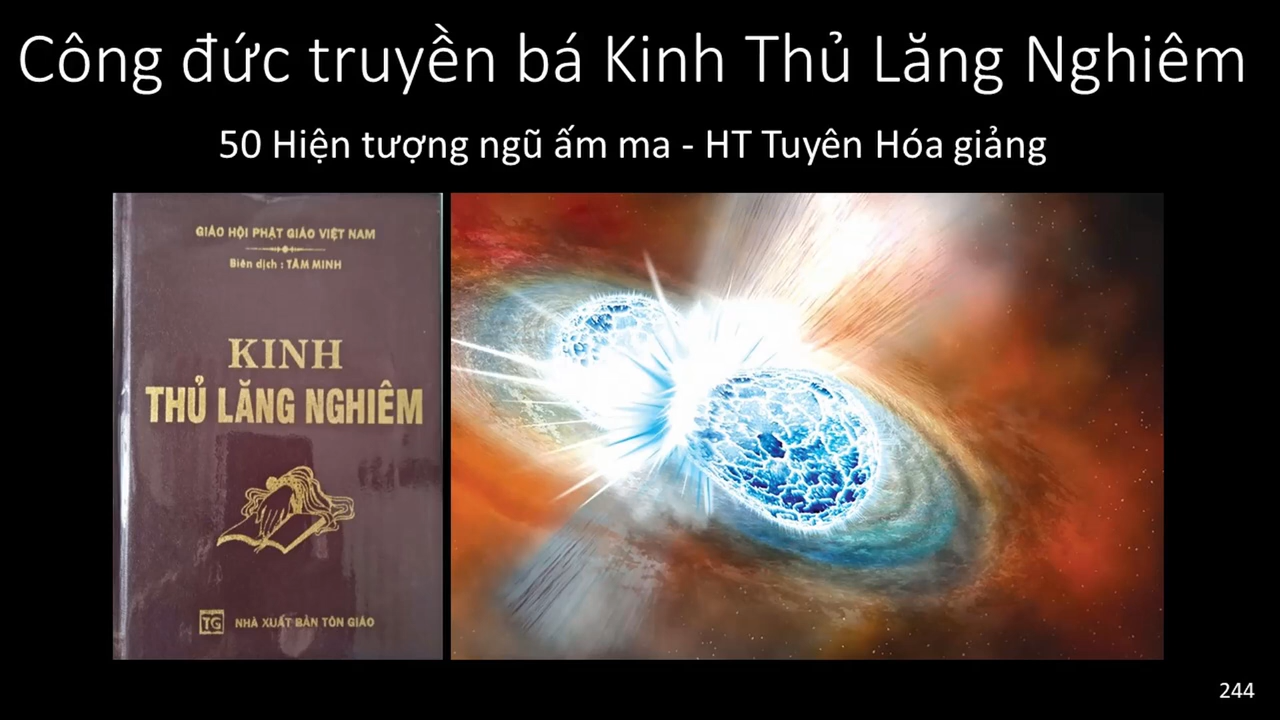 Công đức truyền bá Kinh Thủ Lăng Nghiêm
50 Hiện tượng ngũ ấm ma - HT Tuyên Hóa giảng
GIÁO HỘI PHẬT GIÁO VIỆT NAM
Biên dịch : TÂM MINH
KINH
THỦ LĂNG NGHIÊM
TG NHÀ XUẤT BẢN TÔN GIÁO
244